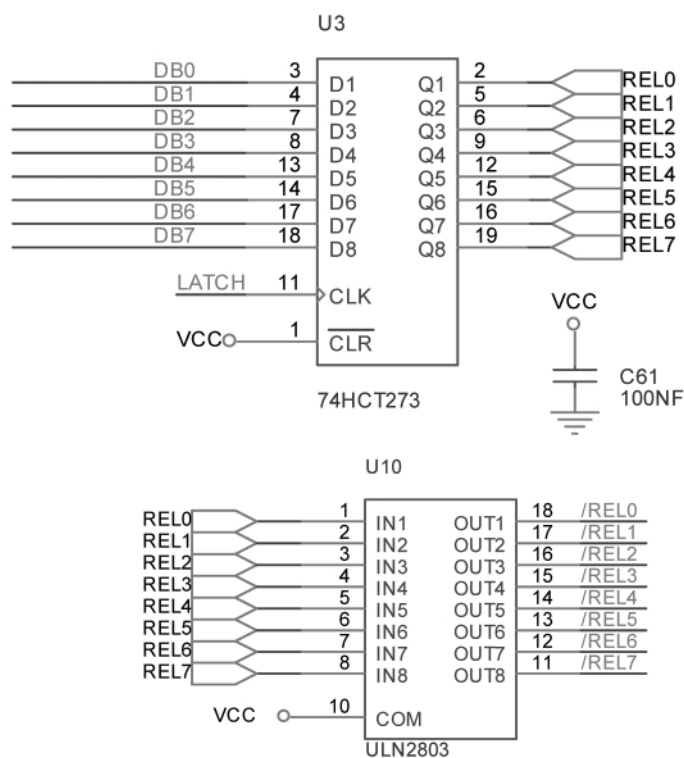 U3
DB0 3 D1 Q1 2 REL0
DB1 4 D2 Q2 5 REL1
DB2 7 D3 Q3 6 REL2
DB3 8 D4 Q4 9 REL3
DB4 13 D5 Q5 12 REL4
DB5 14 D6 Q6 15 REL5
DB6 17 D7 Q7 16 REL6
DB7 18 D8 Q8 19 REL7
LATCH 11 CLK
VCC 1 CLR
74HCT273
VCC
C61
100NF
U10
REL0 1 IN1 OUT1 18 /REL0
REL1 2 IN2 OUT2 17 /REL1
REL2 3 IN3 OUT3 16 /REL2
REL3 4 IN4 OUT4 15 /REL3
REL4 5 IN5 OUT5 14 /REL4
REL5 6 IN6 OUT6 13 /REL5
REL6 7 IN7 OUT7 12 /REL6
REL7 8 IN8 OUT8 11 /REL7
VCC 10 COM
ULN2803